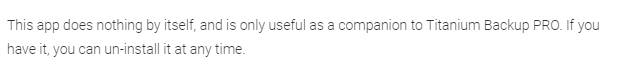 This app does nothing by itself, and is only useful as a companion to Titanium Backup PRO. If you
have it, you can un-install it at any time.